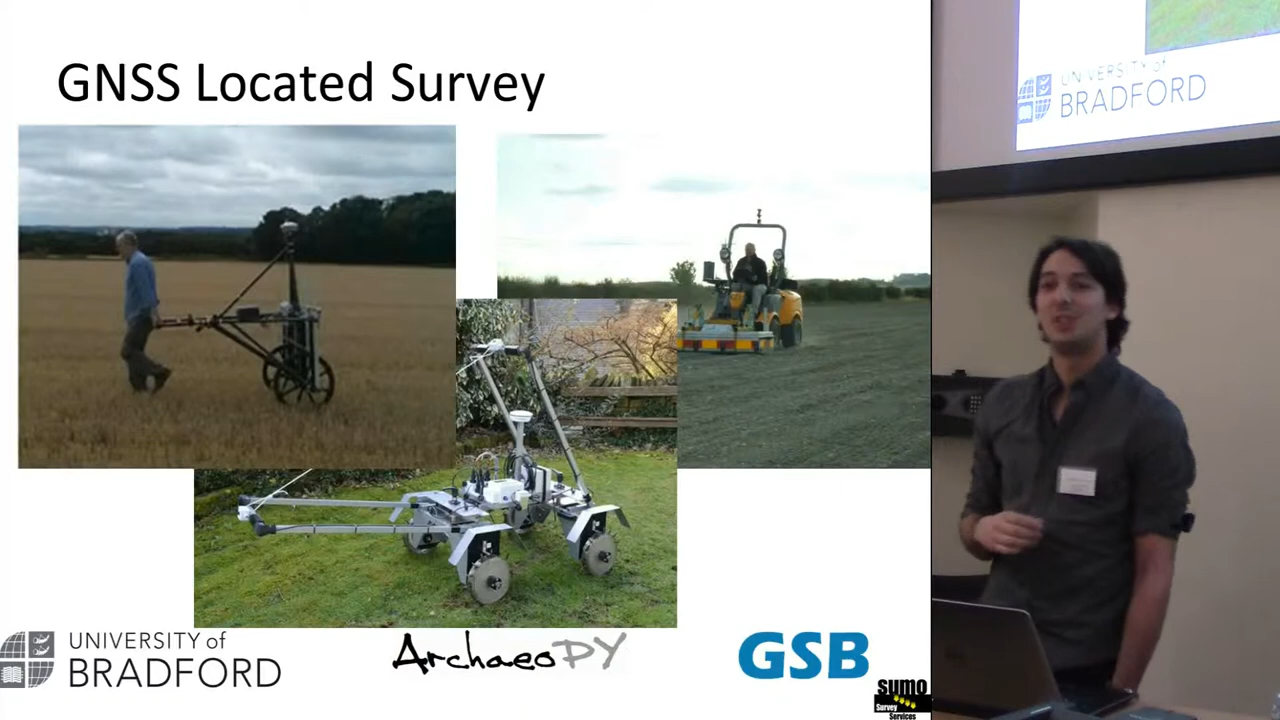 GNSS Located Survey
UNIVERSITY of
BRADFORD
ArchaeoPY
GSB
sumo
Survey
Services
UNIVERSITY of
BRADFORD